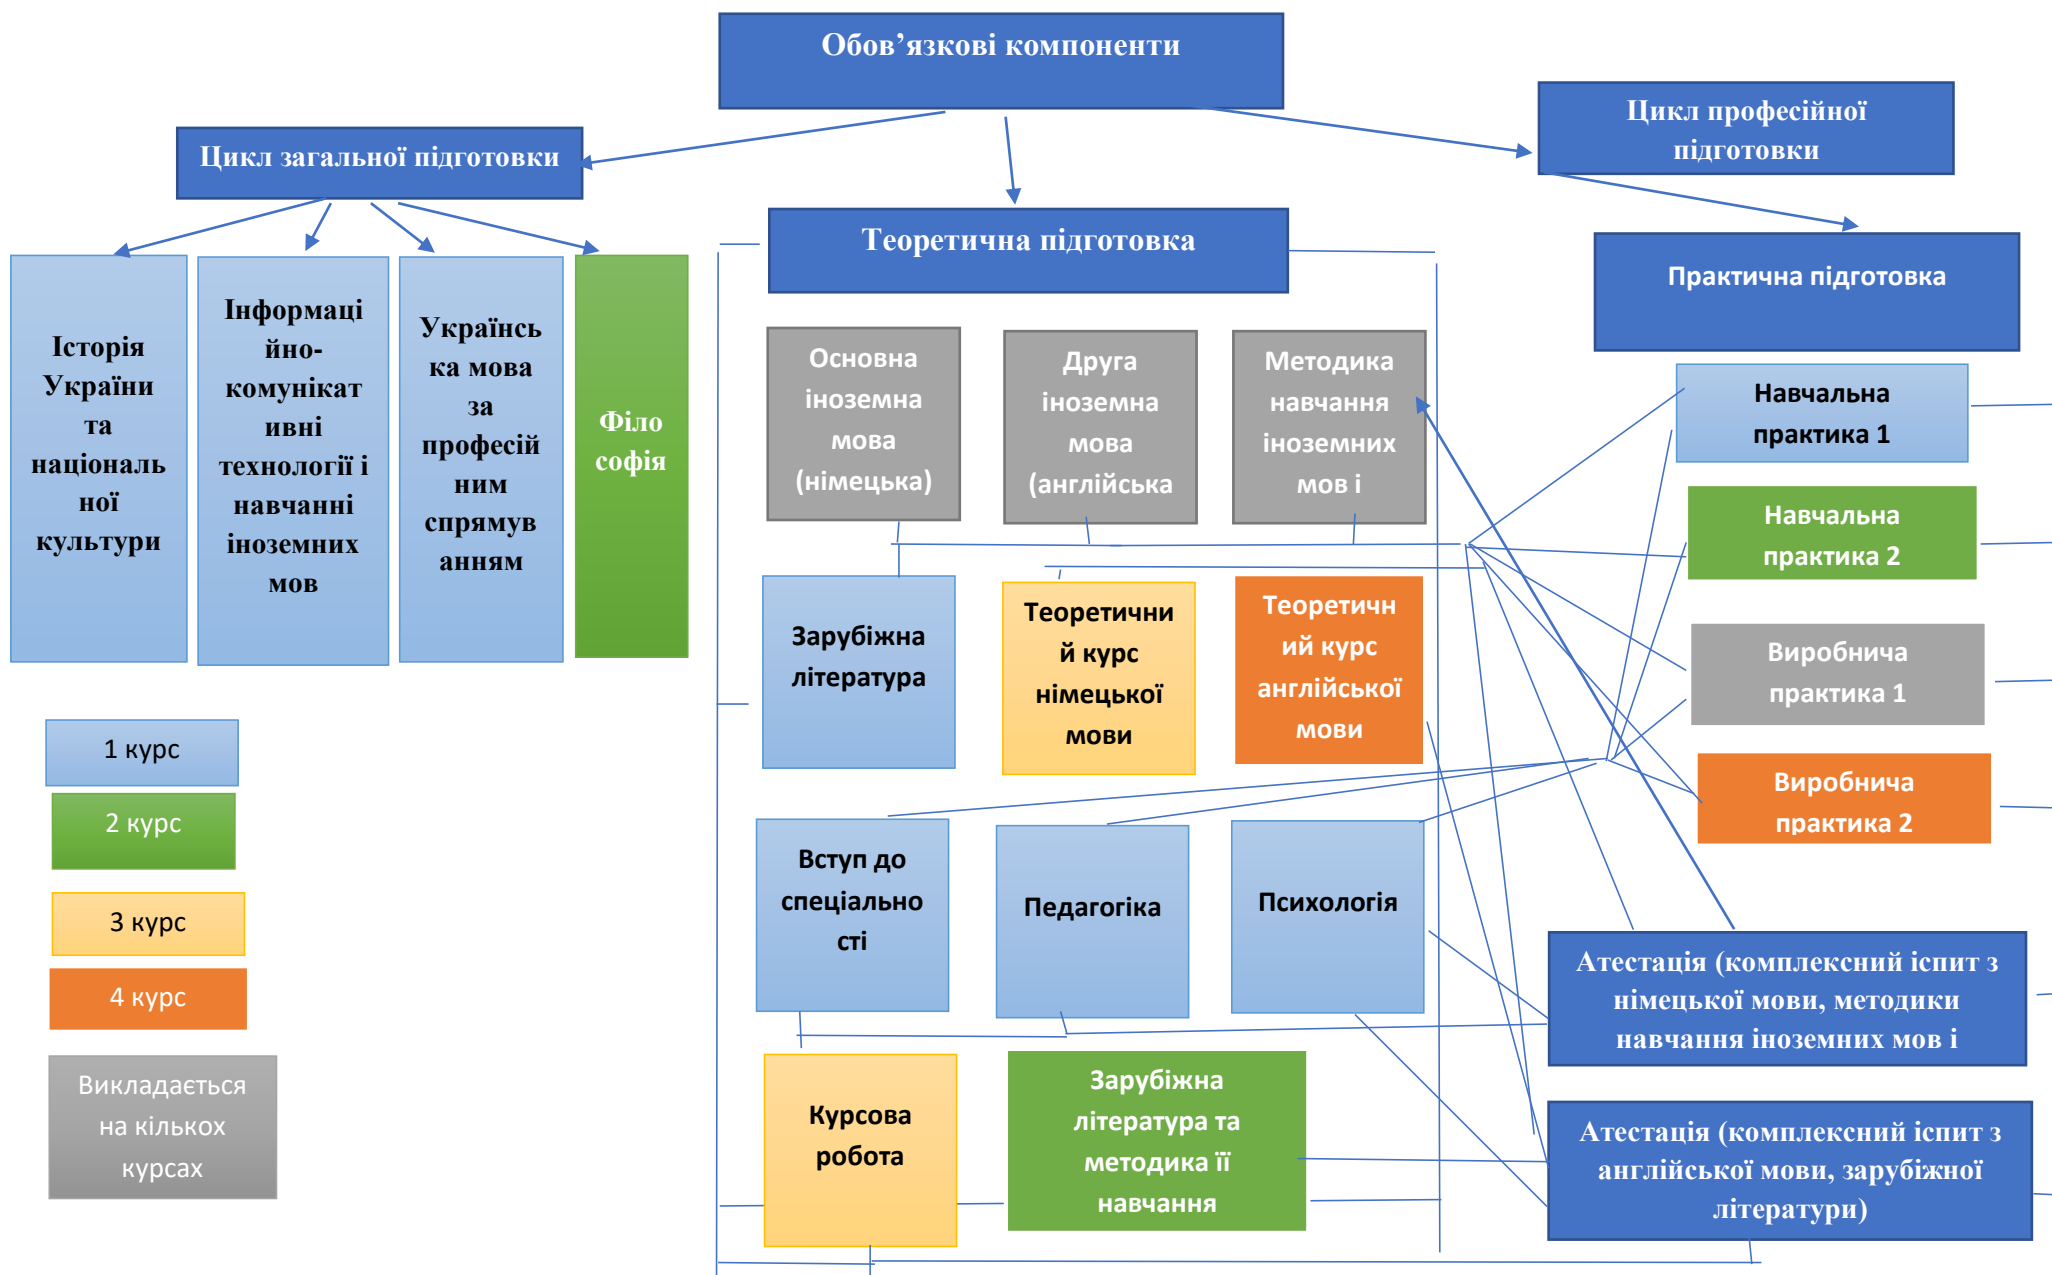 Обов’язкові компоненти
Цикл загальної підготовки
Цикл професійної
підготовки
Теоретична підготовка
Практична підготовка
Історія
України
та
національ
ної
культури
Інформаці
йно-
комунікат
ивні
технології і
навчанні
іноземних
мов
Українсь
ка мова
за
професій
ним
спрямув
анням
Філо
софія
Основна
іноземна
мова
(німецька)
Друга
іноземна
мова
(англійська
Методика
навчання
іноземних
мов і
Навчальна
практика 1
Навчальна
практика 2
Виробнича
практика 1
Виробнича
практика 2
Зарубіжна
література
Теоретични
й курс
німецької
мови
Теоретичн
ий курс
англійської
мови
1 курс
2 курс
3 курс
4 курс
Викладається
на кількох
курсах
Вступ до
спеціально
сті
Педагогіка
Психологія
Атестація (комплексний іспит з
німецької мови, методики
навчання іноземних мов і
Курсова
робота
Зарубіжна
література та
методика її
навчання
Атестація (комплексний іспит з
англійської мови, зарубіжної
літератури)